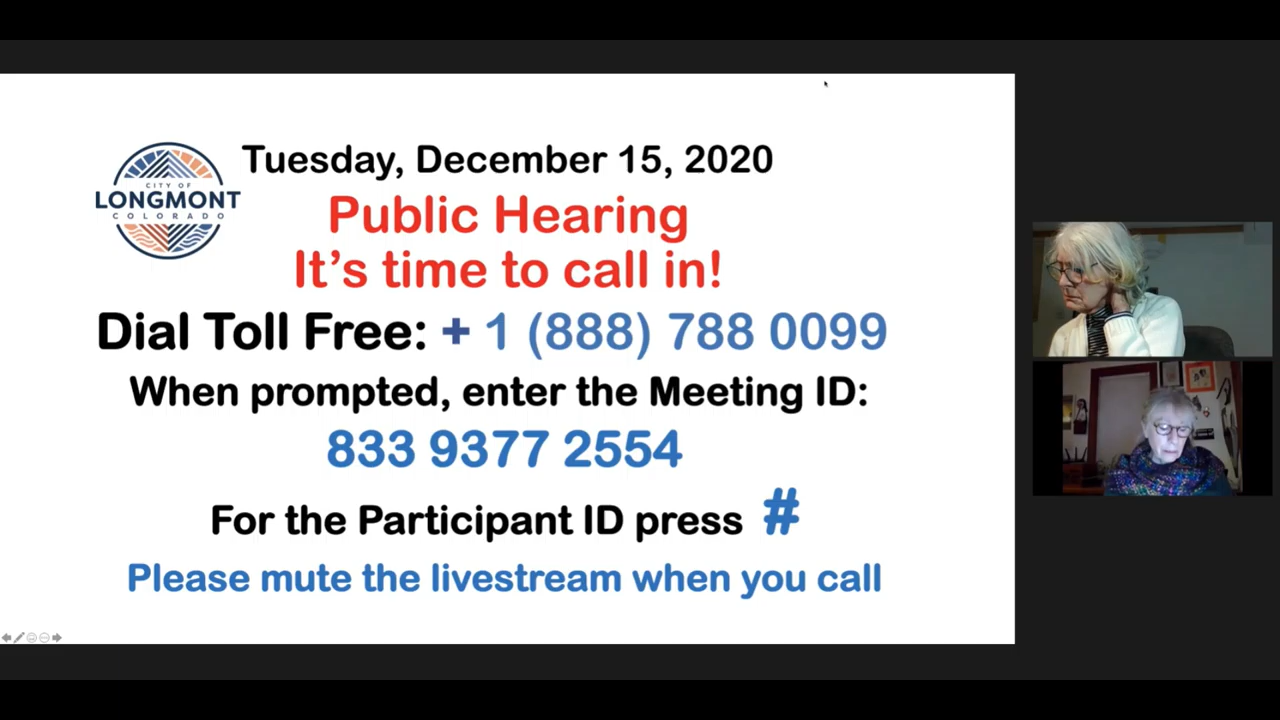 Tuesday, December 15, 2020
CITY OF
LONGMONT
COLORADO
Public Hearing
It's time to call in!
Dial Toll Free: + 1 (888) 788 0099
When prompted, enter the Meeting ID:
833 9377 2554
For the Participant ID press #
Please mute the livestream when you call